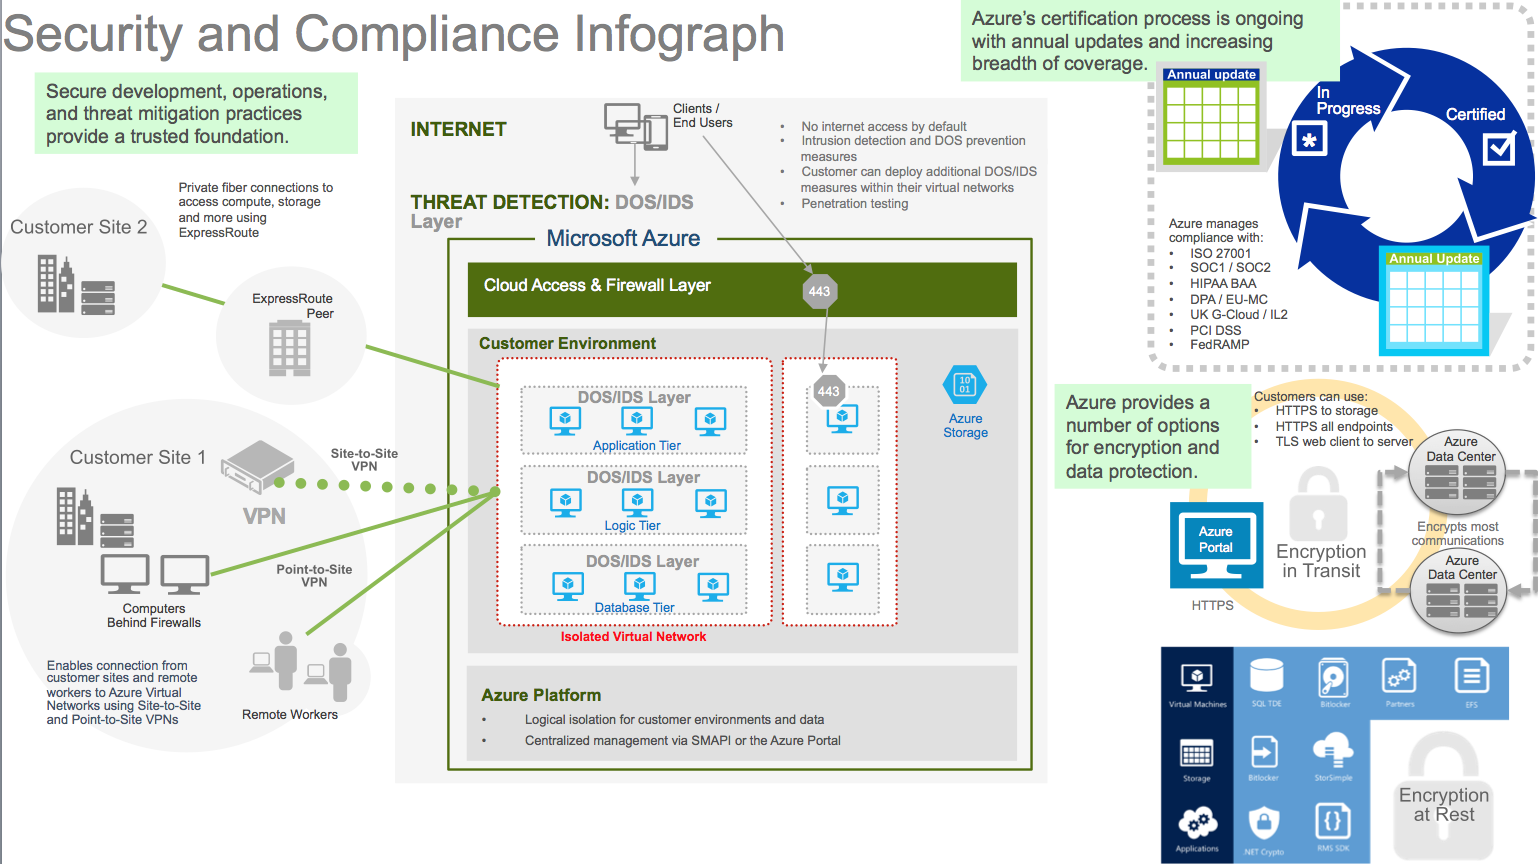 Security and Compliance Infograph
Secure development, operations,
and threat mitigation practices
provide a trusted foundation.
Customer Site 2
Private fiber connections to
access compute, storage
and more using
ExpressRoute
ExpressRoute
Peer
Customer Site 1
VPN
Site-to-Site
VPN
Point-to-Site
VPN
Computers
Behind Firewalls
Enables connection from
customer sites and remote
workers to Azure Virtual
Networks using Site-to-Site
and Point-to-Site VPNs
Remote Workers
INTERNET
Clients /
End Users
• No internet access by default
• Intrusion detection and DOS prevention
measures
• Customer can deploy additional DOS/IDS
measures within their virtual networks
• Penetration testing
THREAT DETECTION: DOS/IDS
Layer
Microsoft Azure
Cloud Access & Firewall Layer
443
Customer Environment
443
DOS/IDS Layer
Application Tier
DOS/IDS Layer
Logic Tier
DOS/IDS Layer
Database Tier
Isolated Virtual Network
10
01
Azure
Storage
Azure Platform
• Logical isolation for customer environments and data
• Centralized management via SMAPI or the Azure Portal
Azure's certification process is ongoing
with annual updates and increasing
breadth of coverage.
Annual update
In
Progress
*
Certified
Annual Update
Azure manages
compliance with:
• ISO 27001
• SOC1 / SOC2
• HIPAA BAA
• DPA / EU-MC
• UK G-Cloud / IL2
• PCI DSS
• FedRAMP
Azure provides a
number of options
for encryption and
data protection.
Customers can use:
• HTTPS to storage
• HTTPS all endpoints
• TLS web client to server
Azure
Data Center
Encrypts most
communications
Azure
Data Center
Azure
Portal
HTTPS
Encryption
in Transit
Virtual Machines
SQL TDE
Bitlocker
Partners
EFS
Storage
Bitlocker
StorSimple
Applications
.NET Crypto
{}
RMS SDK
Encryption
at Rest